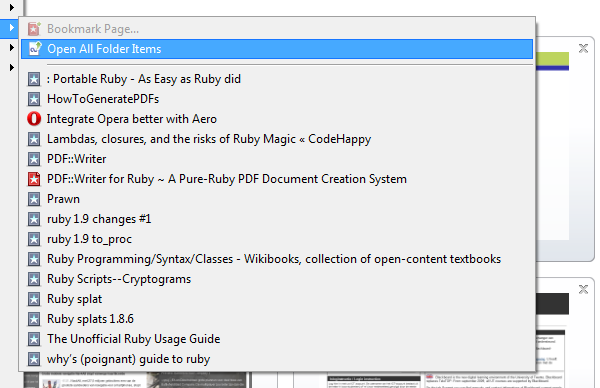 Bookmark Page...
Open All Folder Items
: Portable Ruby - As Easy as Ruby did
HowToGeneratePDFs
Integrate Opera better with Aero
Lambdas, closures, and the risks of Ruby Magic « CodeHappy
PDF::Writer
PDF::Writer for Ruby ~ A Pure-Ruby PDF Document Creation System
Prawn
ruby 1.9 changes #1
ruby 1.9 to_proc
Ruby Programming/Syntax/Classes - Wikibooks, collection of open-content textbooks
Ruby Scripts--Cryptograms
Ruby splat
Ruby splats 1.8.6
The Unofficial Ruby Usage Guide
why's (poignant) guide to ruby